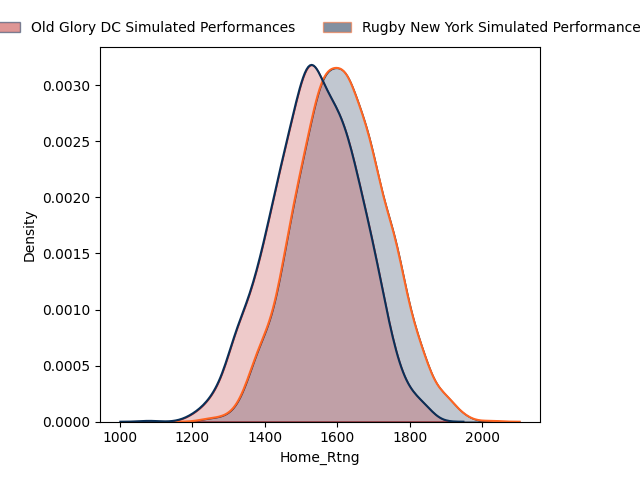 Old Glory DC Simulated Performances Rugby New York Simulated Performance
0.0030
0.0025
0.0020
0.0015
0.0010
0.0005
0.0000
Density
1000 1200 1400 1600 1800 2000
Home_Rtng